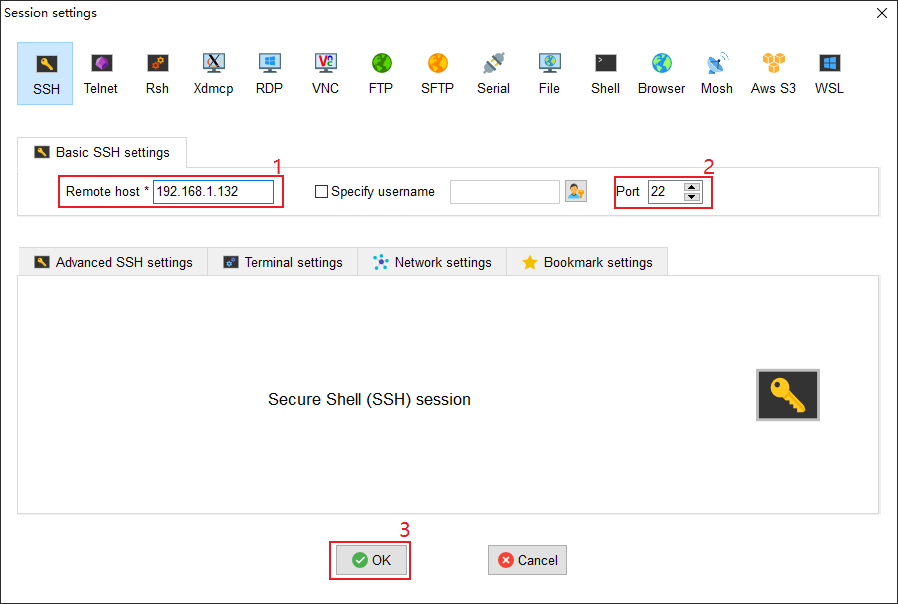 Session settings
SSH Telnet Rsh Xdmcp RDP VNC FTP SFTP Serial File Shell Browser Mosh Aws S3 WSL
Basic SSH settings
1 2
Remote host * 192.168.1.132 Specify username Port 22
Advanced SSH settings Terminal settings Network settings Bookmark settings
Secure Shell (SSH) session
3
OK Cancel